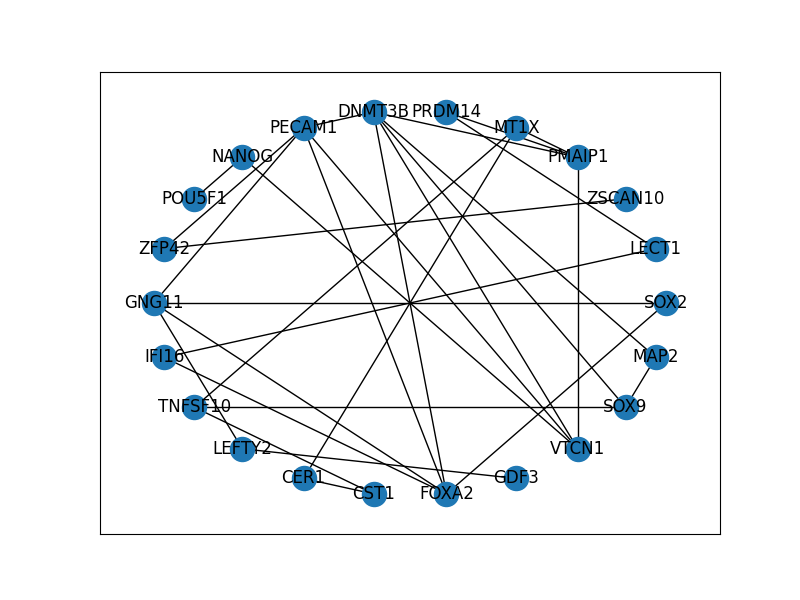 DNMT3B PRDM14
PECAM1 MT1X
NANOG PMAIP1
POU5F1 ZSCAN10
ZFP42 LECT1
GNG11 SOX2
IFI16 MAP2
TNFSF10 SOX9
LEFTY2 VTCN1
CER1 GDF3
CST1 FOXA2